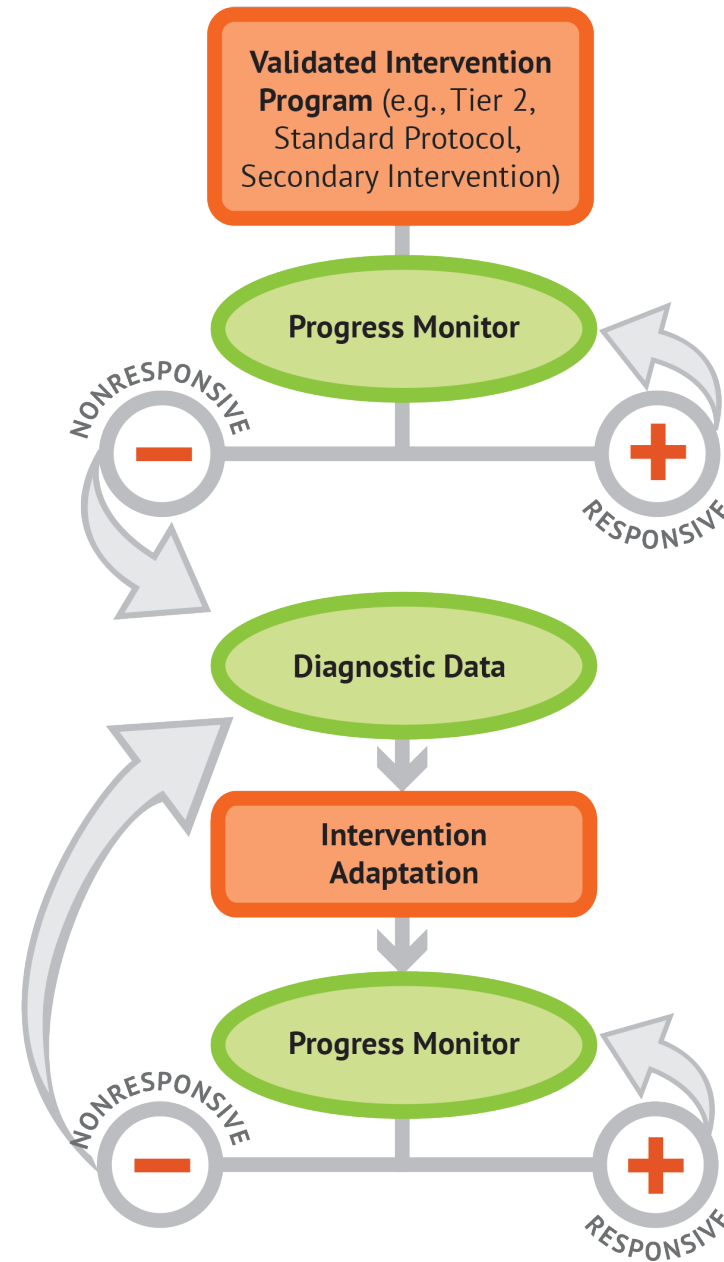 Validated Intervention
Program (e.g., Tier 2,
Standard Protocol,
Secondary Intervention)
Progress Monitor
NONRESPONSIVE
RESPONSIVE
Diagnostic Data
Intervention
Adaptation
Progress Monitor
NONRESPONSIVE
RESPONSIVE